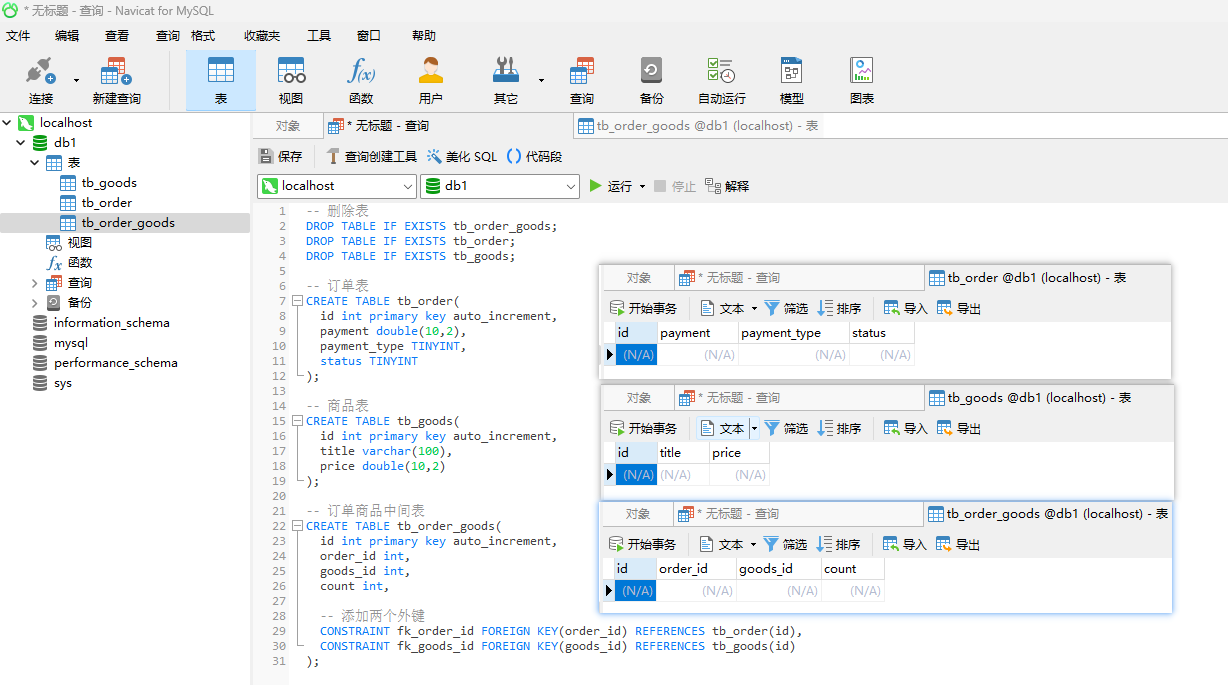 * 无标题 - 查询 - Navicat for MySQL
文件 编辑 查看 查询 格式 收藏夹 工具 窗口 帮助
连接 新建查询 表 视图 函数 用户 其它 查询 备份 自动运行 模型 图表
localhost
db1
表
tb_goods
tb_order
tb_order_goods
视图
函数
查询
备份
information_schema
mysql
performance_schema
sys
对象 * 无标题 - 查询 tb_order_goods @db1 (localhost) - 表
保存 查询创建工具 美化 SQL 代码段
localhost db1 运行 停止 解释
1 -- 删除表
2 DROP TABLE IF EXISTS tb_order_goods;
3 DROP TABLE IF EXISTS tb_order;
4 DROP TABLE IF EXISTS tb_goods;
5
6 -- 订单表
7 CREATE TABLE tb_order(
8 id int primary key auto_increment,
9 payment double(10,2),
10 payment_type TINYINT,
11 status TINYINT
12 );
13
14 -- 商品表
15 CREATE TABLE tb_goods(
16 id int primary key auto_increment,
17 title varchar(100),
18 price double(10,2)
19 );
20
21 -- 订单商品中间表
22 CREATE TABLE tb_order_goods(
23 id int primary key auto_increment,
24 order_id int,
25 goods_id int,
26 count int,
27
28 -- 添加两个外键
29 CONSTRAINT fk_order_id FOREIGN KEY(order_id) REFERENCES tb_order(id),
30 CONSTRAINT fk_goods_id FOREIGN KEY(goods_id) REFERENCES tb_goods(id)
31 );
对象 * 无标题 - 查询 tb_order @db1 (localhost) - 表
开始事务 文本 筛选 排序 导入 导出
id payment payment_type status
(N/A) (N/A) (N/A) (N/A)
对象 * 无标题 - 查询 tb_goods @db1 (localhost) - 表
开始事务 文本 筛选 排序 导入 导出
id title price
(N/A) (N/A) (N/A)
对象 * 无标题 - 查询 tb_order_goods @db1 (localhost) - 表
开始事务 文本 筛选 排序 导入 导出
id order_id goods_id count
(N/A) (N/A) (N/A) (N/A)